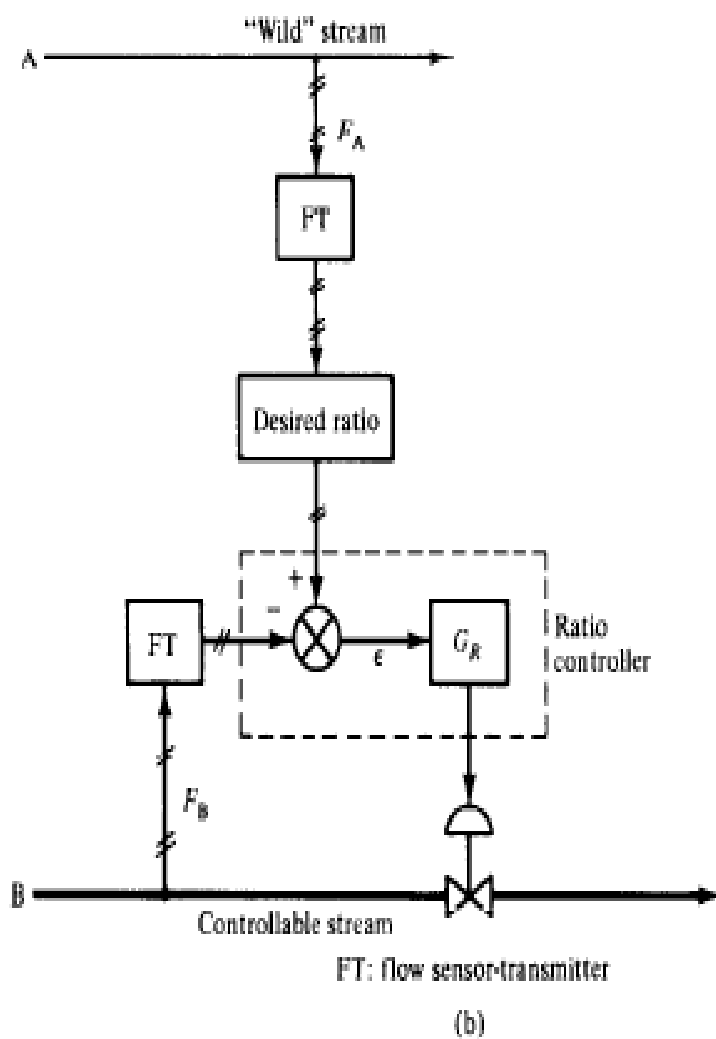 “Wild” stream
A
F_A
FT
Desired ratio
+
–
FT
ϵ
G_R
Ratio
controller
F_B
B
Controllable stream
FT: flow sensor-transmitter
(b)